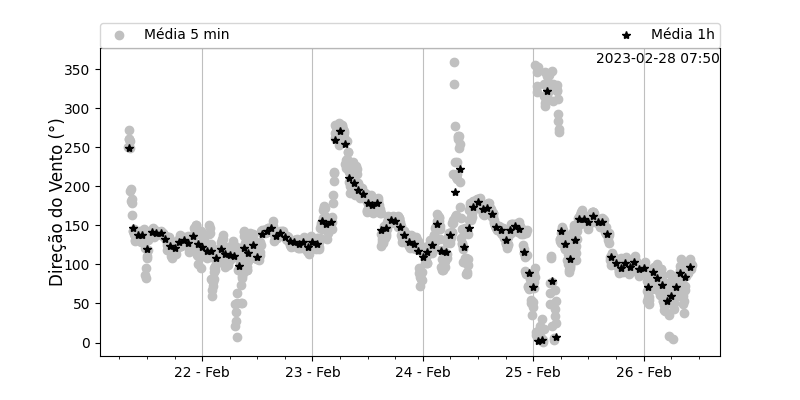 Média 5 min
Média 1h
2023-02-28 07:50
Direção do Vento (°)
350
300
250
200
150
100
50
0
22 - Feb
23 - Feb
24 - Feb
25 - Feb
26 - Feb